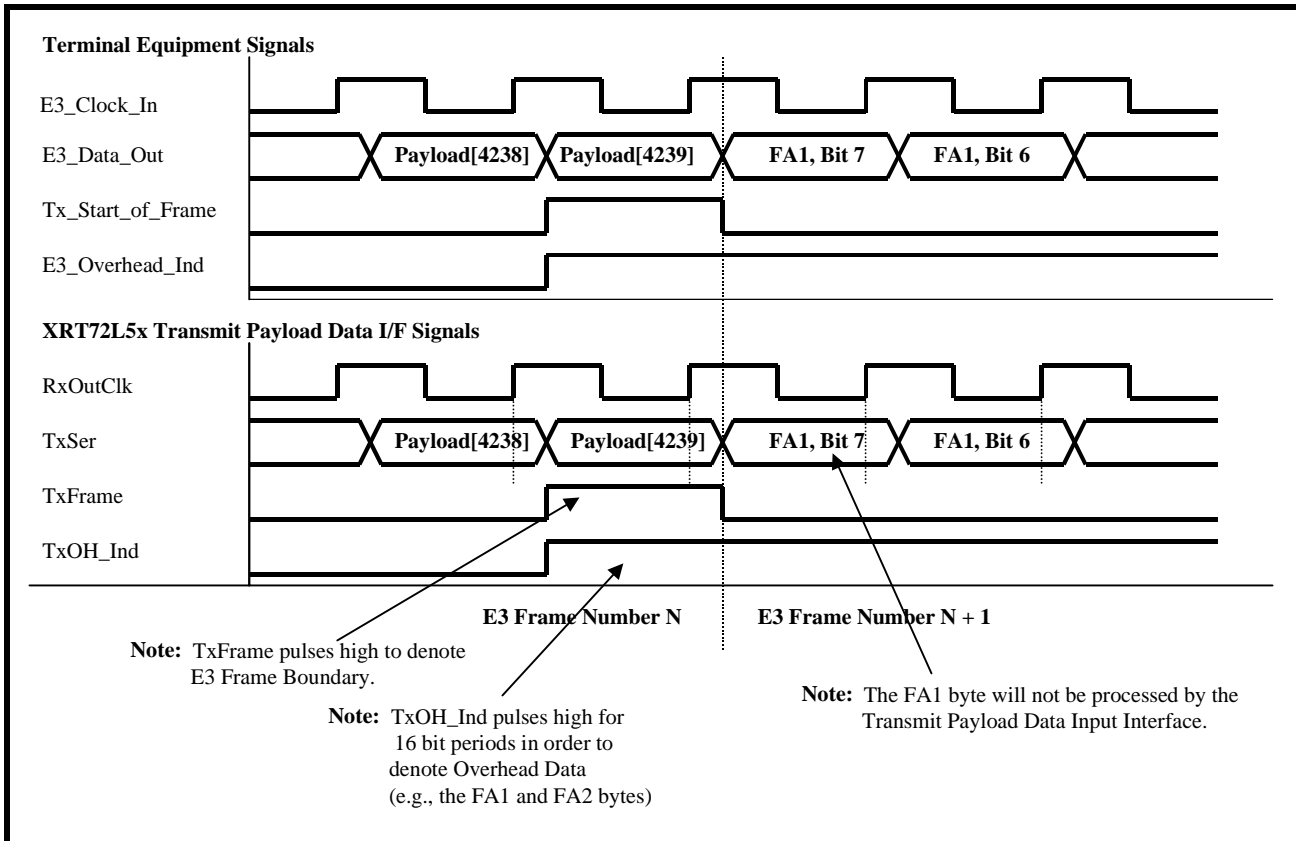 Terminal Equipment Signals
E3_Clock_In
E3_Data_Out
Payload[4238]
Payload[4239]
FA1, Bit 7
FA1, Bit 6
Tx_Start_of_Frame
E3_Overhead_Ind
XRT72L5x Transmit Payload Data I/F Signals
RxOutClk
TxSer
Payload[4238]
Payload[4239]
FA1, Bit 7
FA1, Bit 6
TxFrame
TxOH_Ind
E3 Frame Number N
E3 Frame Number N + 1
Note: TxFrame pulses high to denote
E3 Frame Boundary.
Note: TxOH_Ind pulses high for
16 bit periods in order to
denote Overhead Data
(e.g., the FA1 and FA2 bytes)
Note: The FA1 byte will not be processed by the
Transmit Payload Data Input Interface.